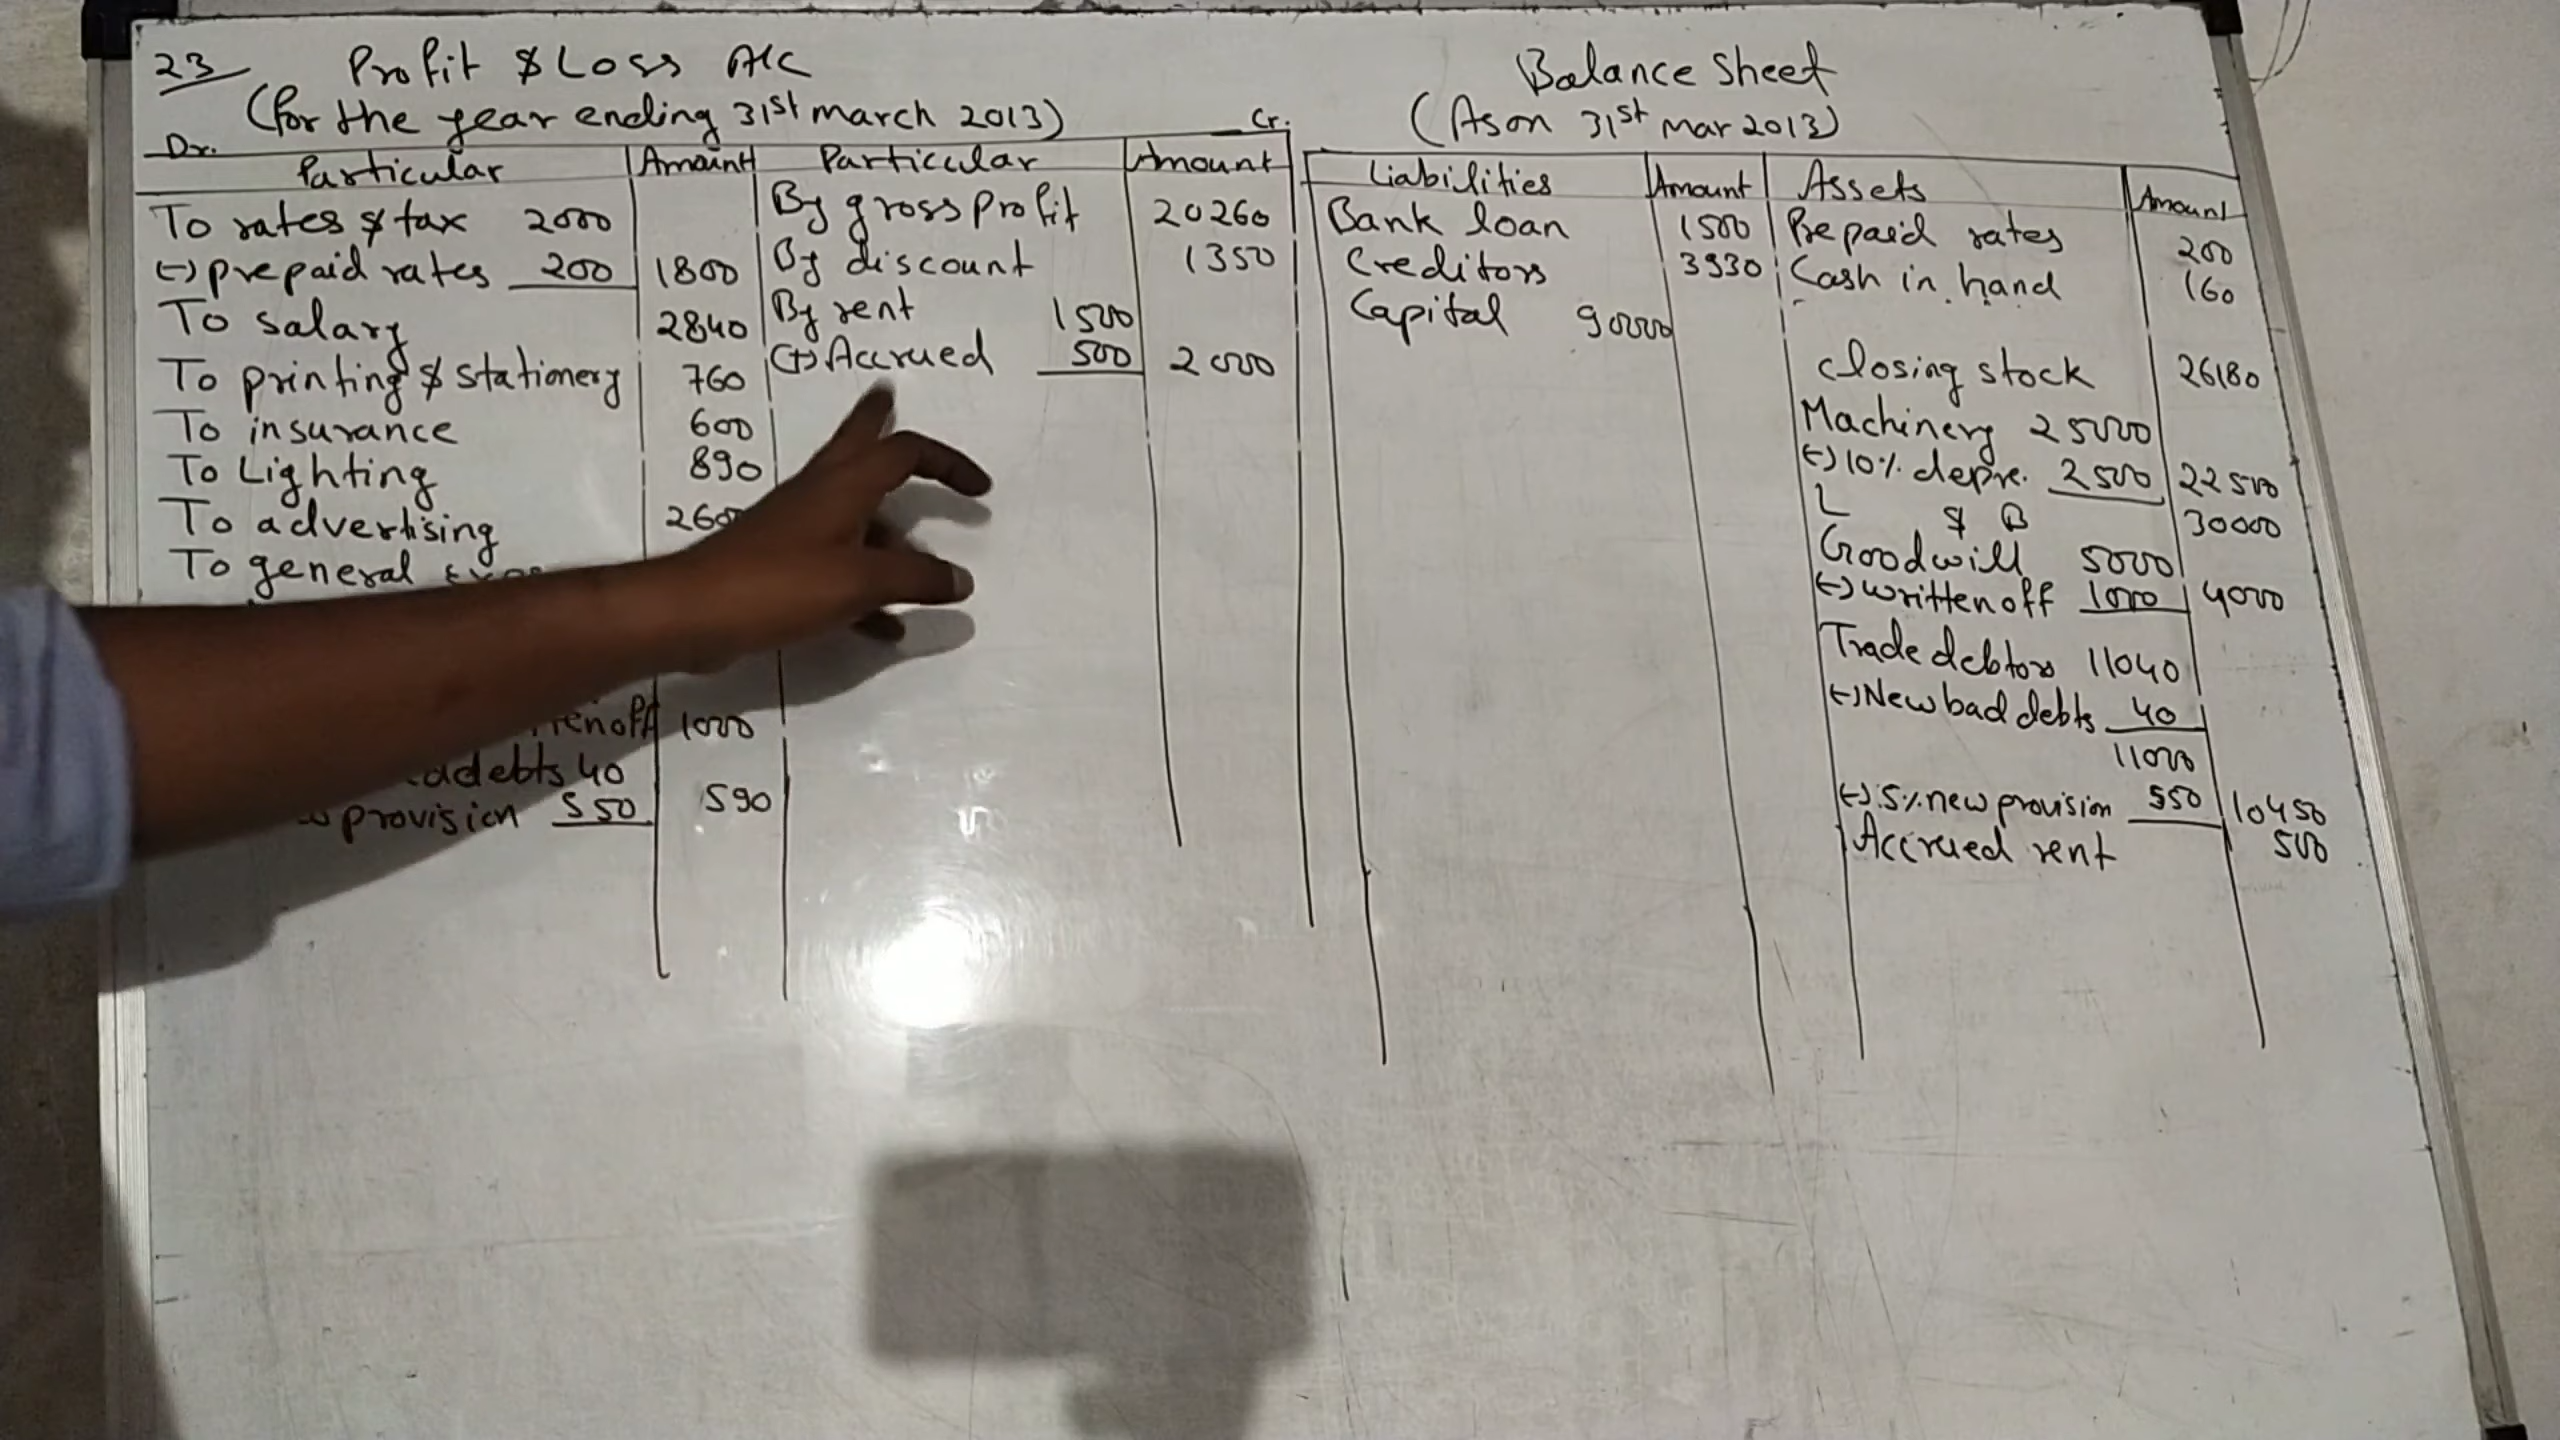 23 Profit & Loss A/c
(for the year ending 31st march 2013)
Dr. Cr.
Particular Amount Particular Amount
To rates & tax 2000
(-) prepaid rates 200 1800
To salary 2840
To printing & stationery 760
To insurance 600
To Lighting 890
To advertising
To general
1000
40
provision 550 590
By gross profit 20260
By discount 1350
By rent 1500
(+) Accrued 500 2000
Balance Sheet
(As on 31st Mar 2013)
Liabilities Amount Assets Amount
Bank loan 1500
Creditors 3930
Capital 90000
Prepaid rates 200
Cash in hand 160
closing stock 26180
Machinery 25000
(-) 10% depre. 2500 22500
L & B 30000
Goodwill 5000
(-) written off 1000 4000
Trade debtors 11040
(-) New bad debts 40
11000
(-) 5% new provision 550 10450
Accrued rent 500